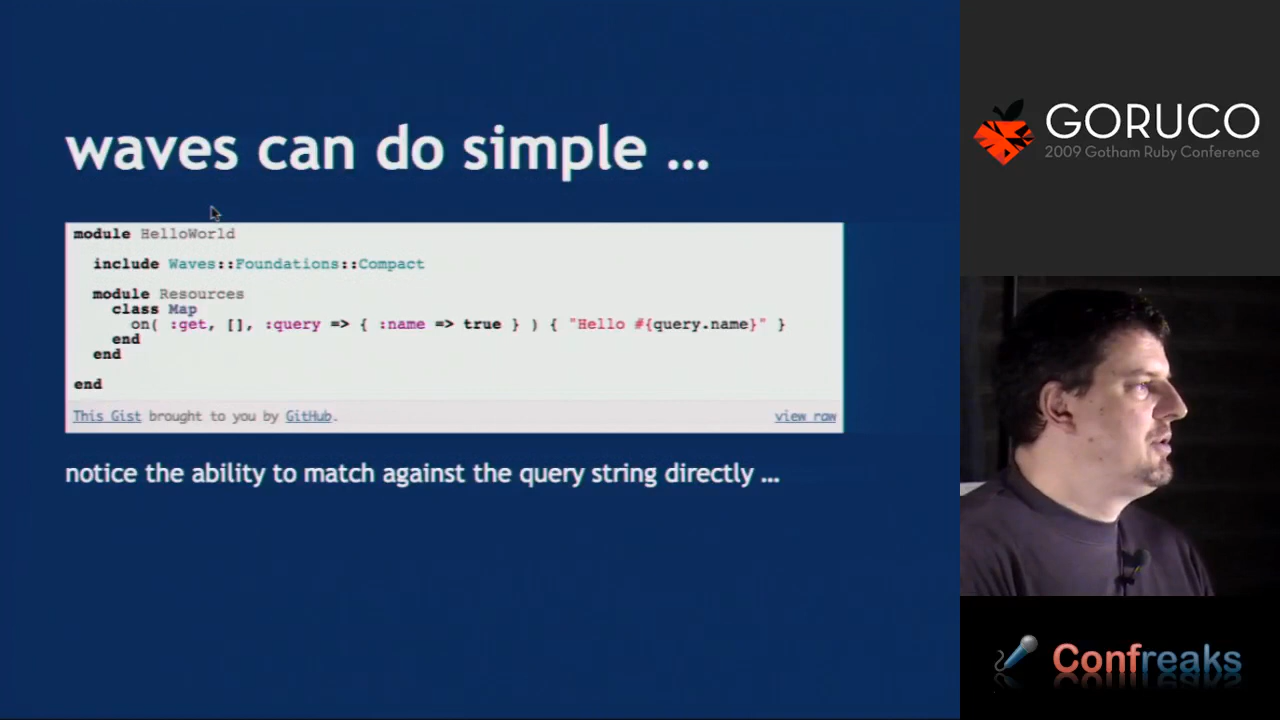 waves can do simple ...
module HelloWorld
include Waves::Foundations::Compact
module Resources
class Map
on( :get, [], :query => { :name => true } ) { "Hello #{query.name}" }
end
end
end
This Gist brought to you by GitHub. view raw
notice the ability to match against the query string directly ...
GORUCO
2009 Gotham Ruby Conference
Confreaks